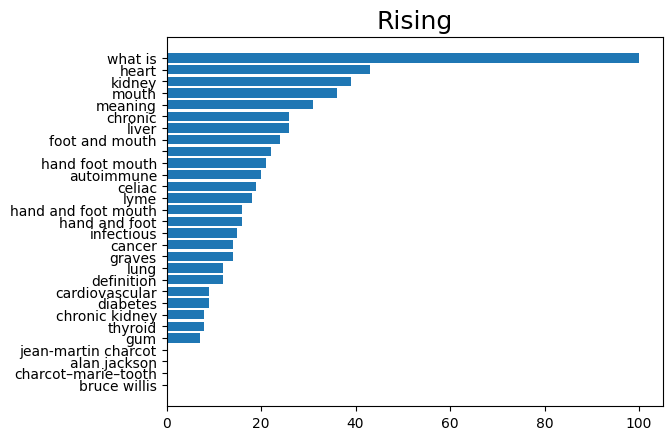 Rising
what is
heart
kidney
mouth
meaning
chronic
liver
foot and mouth
hand foot mouth
autoimmune
celiac
lyme
hand and foot mouth
hand and foot
infectious
cancer
graves
lung
definition
cardiovascular
diabetes
chronic kidney
thyroid
gum
jean-martin charcot
alan jackson
charcot–marie–tooth
bruce willis
0 20 40 60 80 100